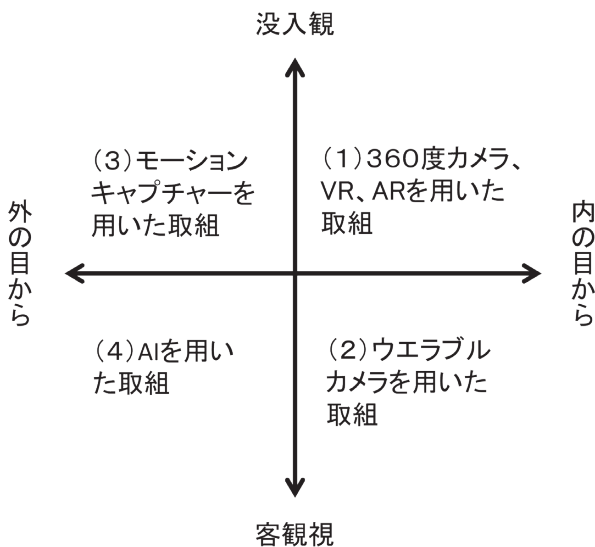 没入観
(3)モーション
キャプチャーを
用いた取組
(1)360度カメラ、
VR、ARを用いた
取組
外の目から
内の目から
(4)AIを用い
た取組
(2)ウエラブル
カメラを用いた
取組
客観視